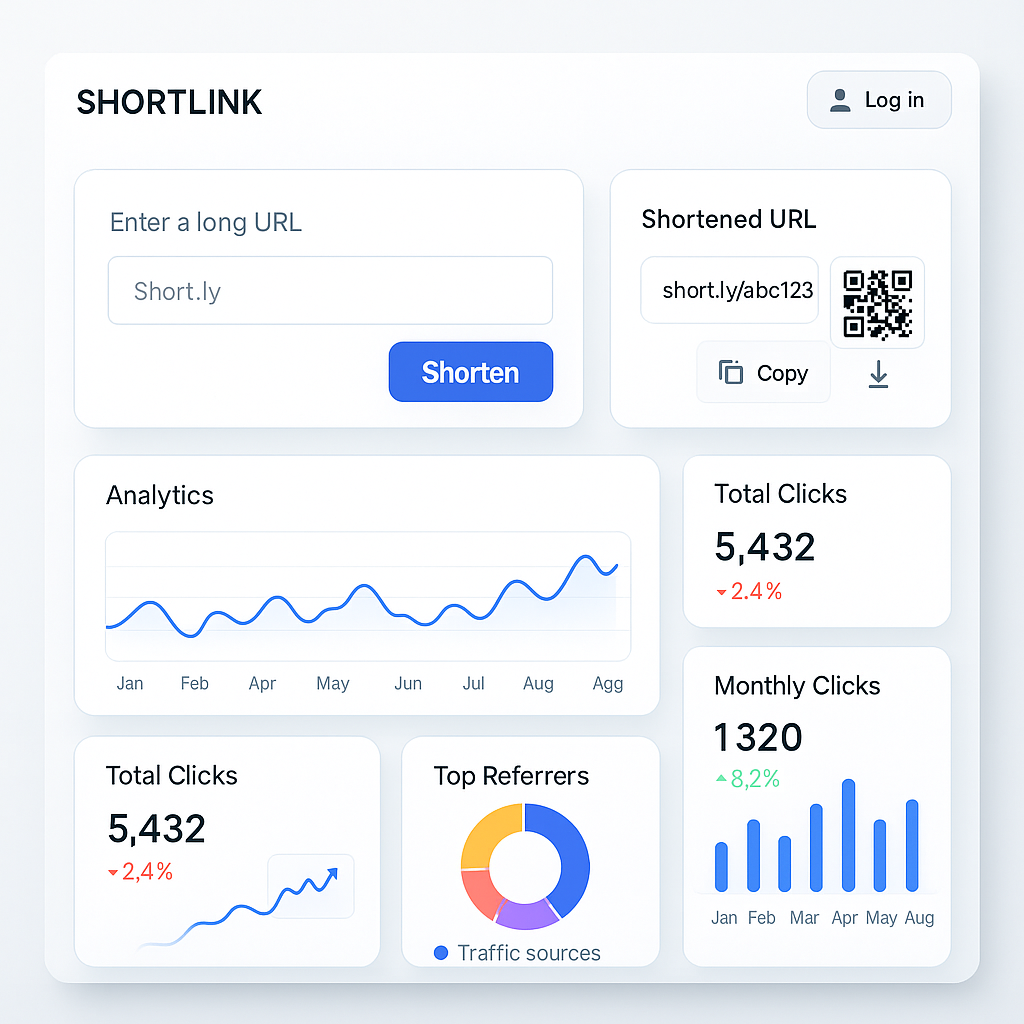 SHORTLINK
Log in
Enter a long URL
Short.ly
Shorten
Shortened URL
short.ly/abc123
Copy
Analytics
Jan Feb Apr May Jun Jul Aug Agg
Total Clicks
5,432
2.4%
Monthly Clicks
1320
8,2%
Jan Feb Mar Apr May Aug
Total Clicks
5,432
2,4%
Top Referrers
Traffic sources